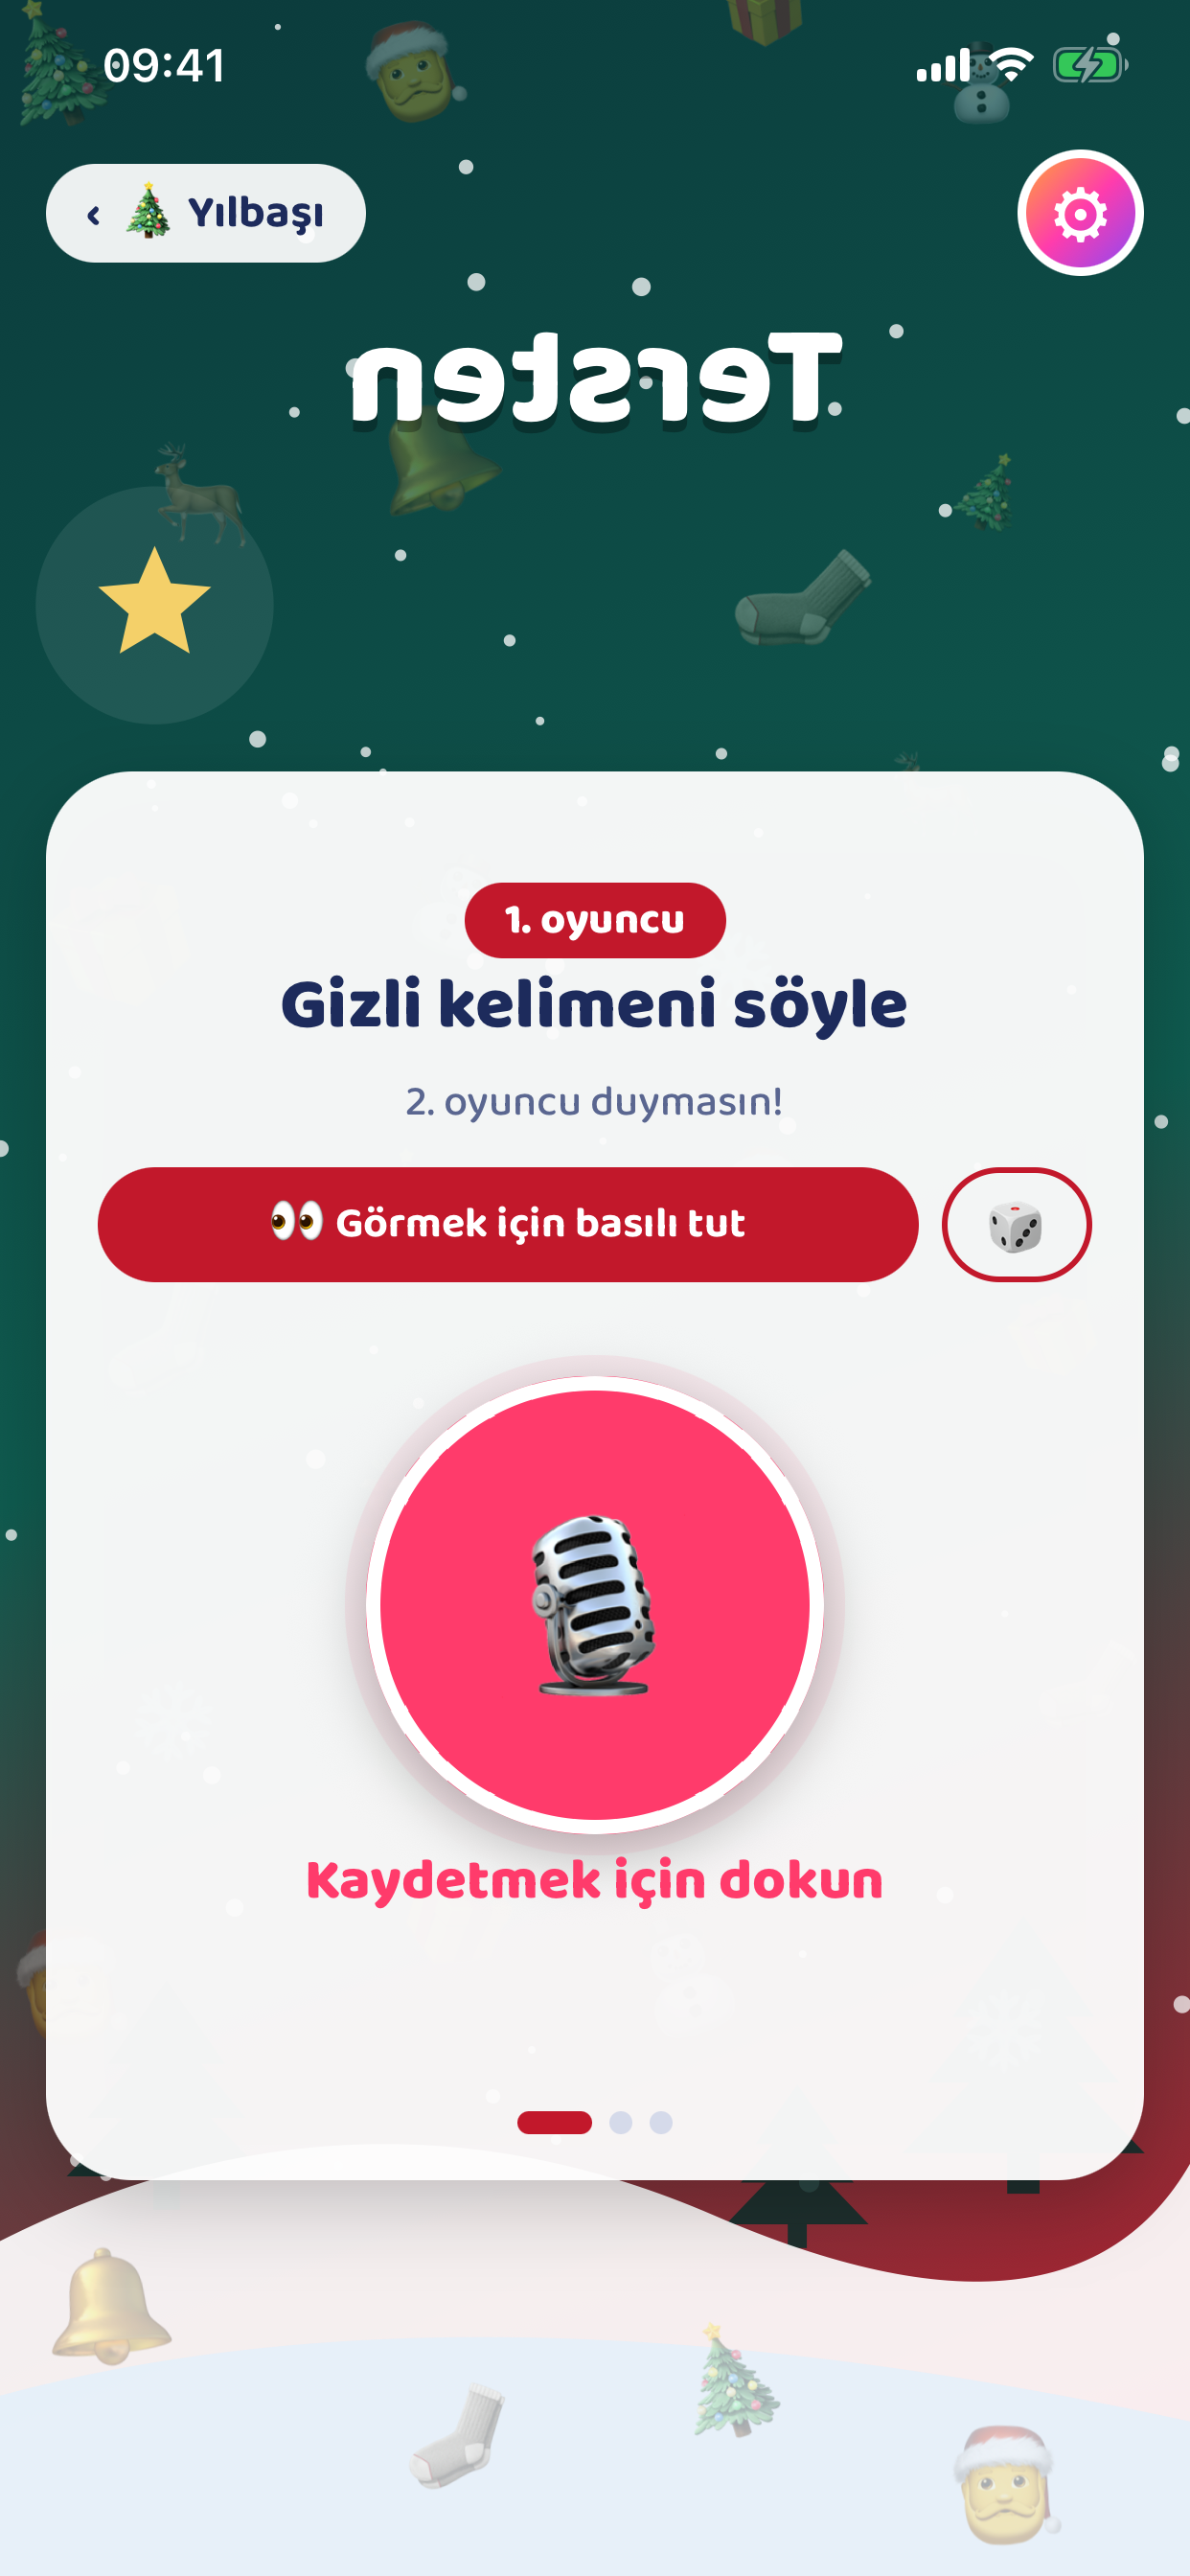 09:41
‹ 🎄 Yılbaşı
Tersten
1. oyuncu
Gizli kelimeni söyle
2. oyuncu duymasın!
👀 Görmek için basılı tut
Kaydetmek için dokun